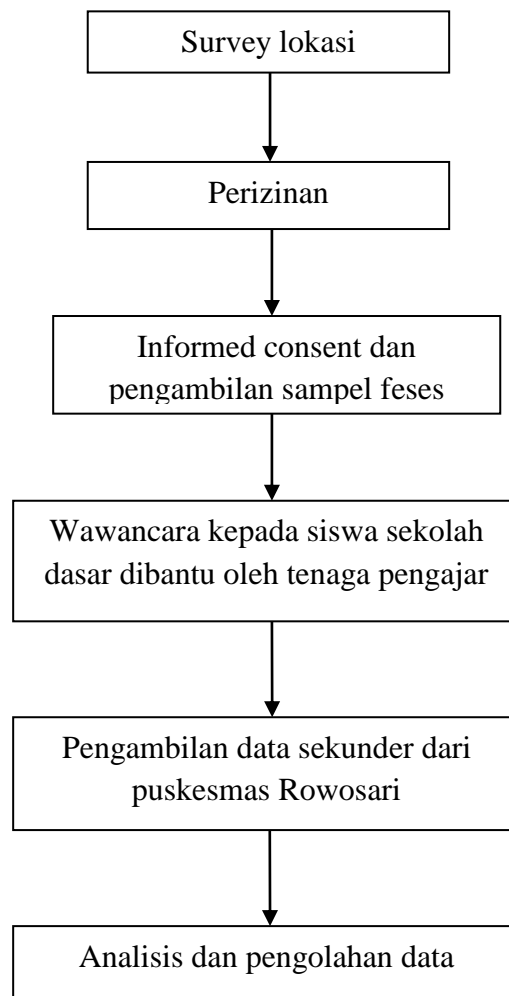 Survey lokasi
Perizinan
Informed consent dan
pengambilan sampel feses
Wawancara kepada siswa sekolah
dasar dibantu oleh tenaga pengajar
Pengambilan data sekunder dari
puskesmas Rowosari
Analisis dan pengolahan data